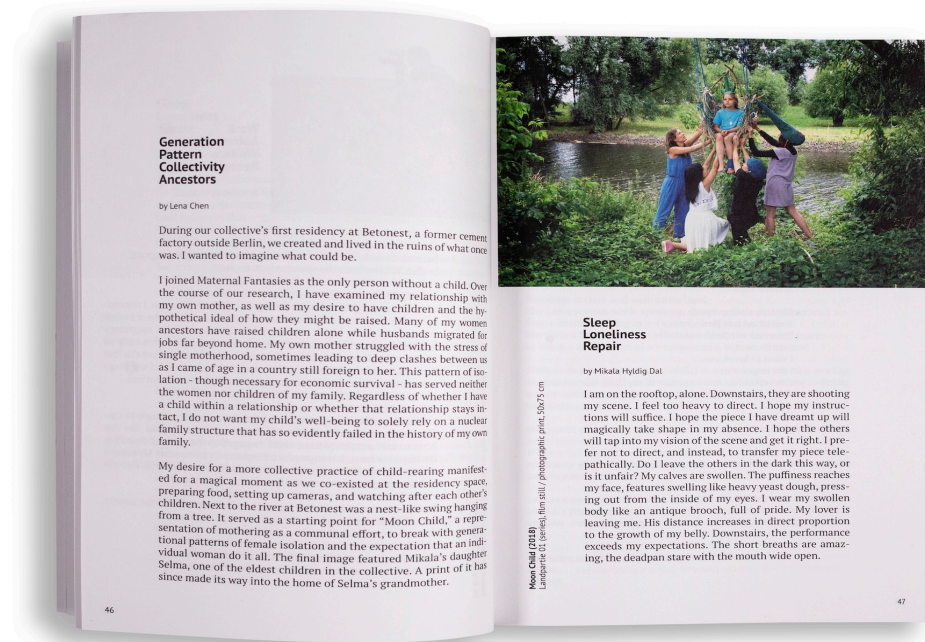 Generation
Pattern
Collectivity
Ancestors
by Lena Chen
During our collective's first residency at Betonest, a former cement
factory outside Berlin, we created and lived in the ruins of what once
was. I wanted to imagine what could be.
I joined Maternal Fantasies as the only person without a child. Over
the course of our research, I have examined my relationship with
my own mother, as well as my desire to have children and the hy-
pothetical ideal of how they might be raised. Many of my women
ancestors have raised children alone while husbands migrated for
jobs far beyond home. My own mother struggled with the stress of
single motherhood, sometimes leading to deep clashes between us
as I came of age in a country still foreign to her. This pattern of iso-
lation - though necessary for economic survival - has served neither
the women nor children of my family. Regardless of whether I have
a child within a relationship or whether that relationship stays in-
tact, I do not want my child's well-being to solely rely on a nuclear
family structure that has so evidently failed in the history of my own
family.
My desire for a more collective practice of child-rearing manifest-
ed for a magical moment as we co-existed at the residency space,
preparing food, setting up cameras, and watching after each other's
children. Next to the river at Betonest was a nest-like swing hanging
from a tree. It served as a starting point for "Moon Child," a repre-
sentation of mothering as a communal effort, to break with genera-
tional patterns of female isolation and the expectation that an indi-
vidual woman do it all. The final image featured Mikala's daughter
Selma, one of the eldest children in the collective. A print of it has
since made its way into the home of Selma's grandmother.
46
Moon Child (2018)
Landpartie 01 (series), film still / photographic print, 50x75 cm
Sleep
Loneliness
Repair
by Mikala Hyldig Dal
I am on the rooftop, alone. Downstairs, they are shooting
my scene. I feel too heavy to direct. I hope my instruc-
tions will suffice. I hope the piece I have dreamt up will
magically take shape in my absence. I hope the others
will tap into my vision of the scene and get it right. I pre-
fer not to direct, and instead, to transfer my piece tele-
pathically. Do I leave the others in the dark this way, or
is it unfair? My calves are swollen. The puffiness reaches
my face, features swelling like heavy yeast dough, press-
ing out from the inside of my eyes. I wear my swollen
body like an antique brooch, full of pride. My lover is
leaving me. His distance increases in direct proportion
to the growth of my belly. Downstairs, the performance
exceeds my expectations. The short breaths are amaz-
ing, the deadpan stare with the mouth wide open.
47